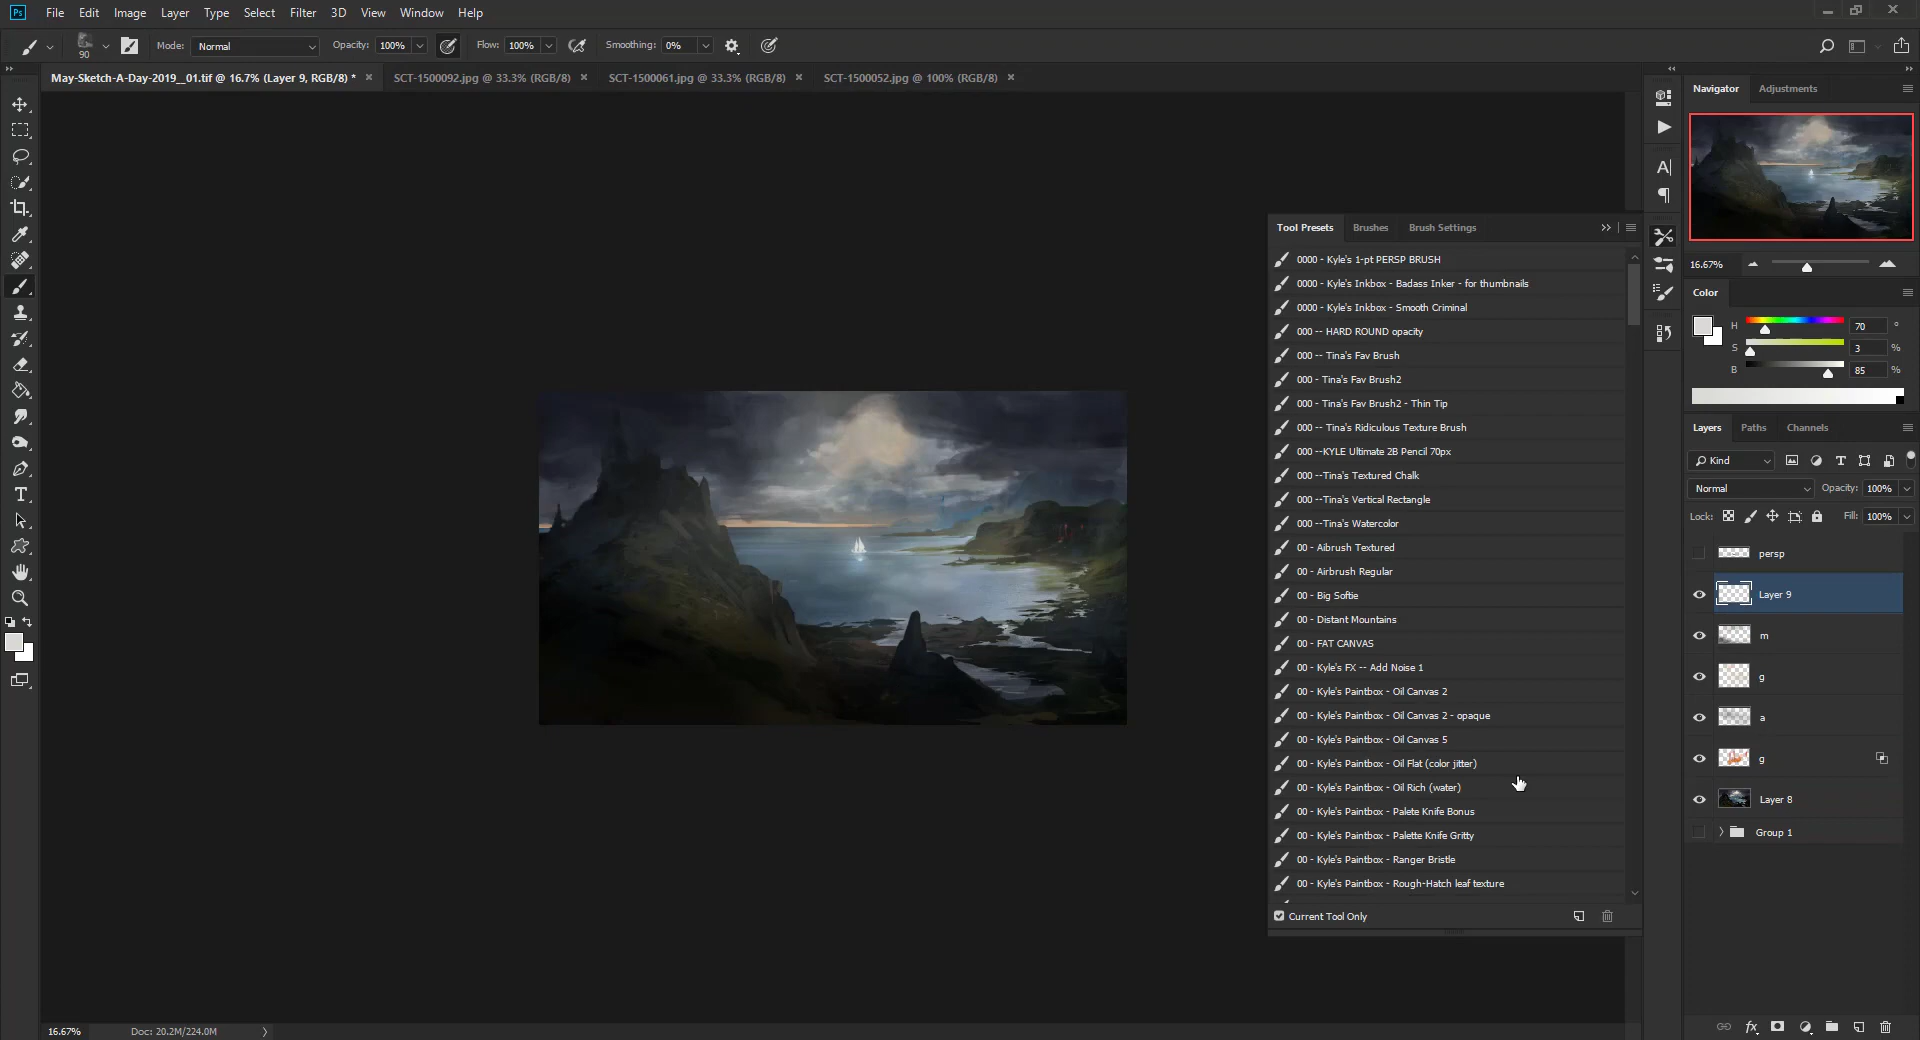 Ps File Edit Image Layer Type Select Filter 3D View Window Help
90 Mode: Normal Opacity: 100% Flow: 100% Smoothing: 0%
May-Sketch-A-Day-2019__01.tif @ 16.7% (Layer 9, RGB/8) * × SCT-1500092.jpg @ 33.3% (RGB/8) × SCT-1500061.jpg @ 33.3% (RGB/8) × SCT-1500052.jpg @ 100% (RGB/8) ×
Tool Presets Brushes Brush Settings
0000 - Kyle's 1-pt PERSP BRUSH
0000 - Kyle's Inkbox - Badass Inker - for thumbnails
0000 - Kyle's Inkbox - Smooth Criminal
000 -- HARD ROUND opacity
000 -- Tina's Fav Brush
000 - Tina's Fav Brush2
000 - Tina's Fav Brush2 - Thin Tip
000 -- Tina's Ridiculous Texture Brush
000 --KYLE Ultimate 2B Pencil 70px
000 --Tina's Textured Chalk
000 --Tina's Vertical Rectangle
000 --Tina's Watercolor
00 - Aibrush Textured
00 - Airbrush Regular
00 - Big Softie
00 - Distant Mountains
00 - FAT CANVAS
00 - Kyle's FX -- Add Noise 1
00 - Kyle's Paintbox - Oil Canvas 2
00 - Kyle's Paintbox - Oil Canvas 2 - opaque
00 - Kyle's Paintbox - Oil Canvas 5
00 - Kyle's Paintbox - Oil Flat (color jitter)
00 - Kyle's Paintbox - Oil Rich (water)
00 - Kyle's Paintbox - Palete Knife Bonus
00 - Kyle's Paintbox - Palette Knife Gritty
00 - Kyle's Paintbox - Ranger Bristle
00 - Kyle's Paintbox - Rough-Hatch leaf texture
Current Tool Only
Navigator Adjustments
16.67%
Color
H 70 °
S 3 %
B 85 %
Layers Paths Channels
Kind
Normal Opacity: 100%
Lock: Fill: 100%
persp
Layer 9
m
g
a
g
Layer 8
Group 1
16.67% Doc: 20.2M/224.0M